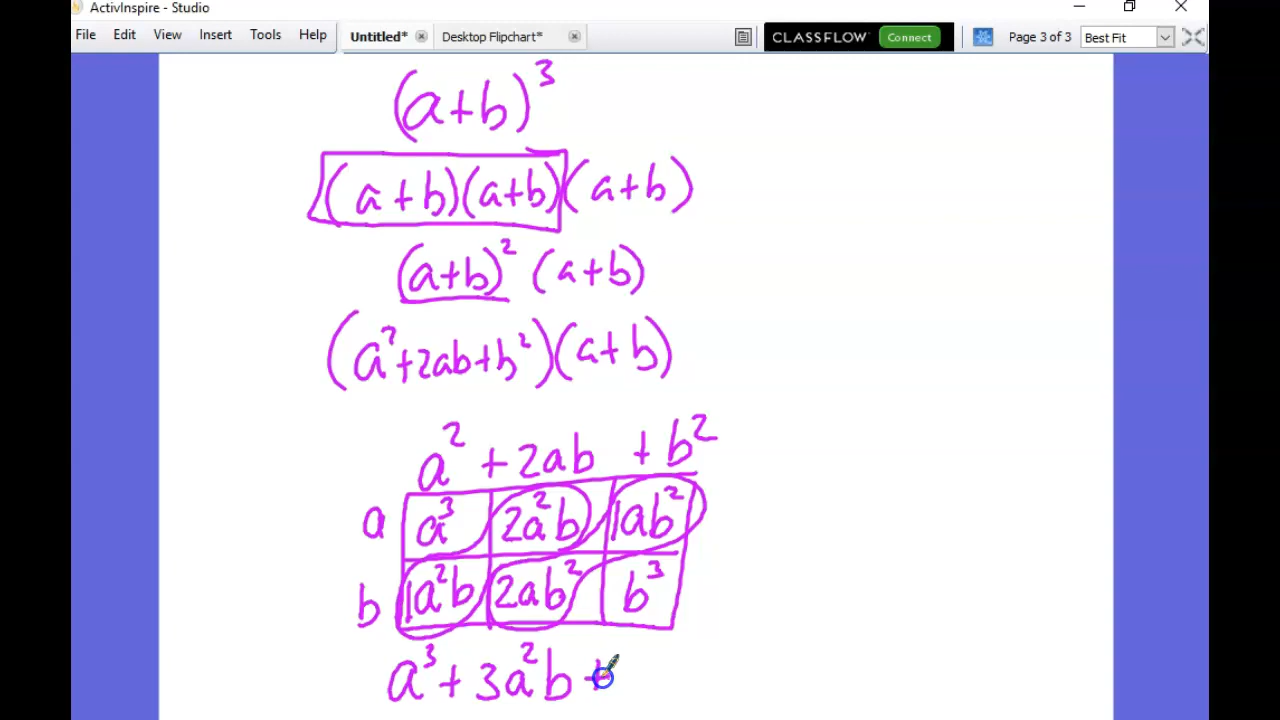 ActivInspire - Studio
File Edit View Insert Tools Help Untitled* Desktop Flipchart* CLASSFLOW Connect Page 3 of 3 Best Fit
(a+b)³
(a+b)(a+b)(a+b)
(a+b)² (a+b)
(a²+2ab+b²)(a+b)
a² + 2ab + b²
a a³ 2a²b 1ab²
b 1a²b 2ab² b³
a³ + 3a²b +